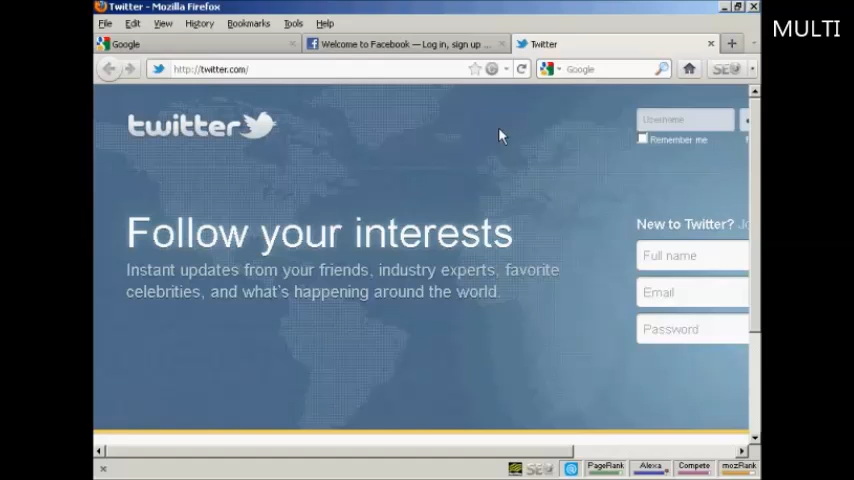 Twitter - Mozilla Firefox
MULTI
File Edit View History Bookmarks Tools Help
Google
Welcome to Facebook — Log in, sign up ...
Twitter
http://twitter.com/
Google
SEO
twitter
Username
Remember me
Follow your interests
Instant updates from your friends, industry experts, favorite
celebrities, and what's happening around the world.
New to Twitter?
Full name
Email
Password
SEO
PageRank
Alexa
Compete
mozRank